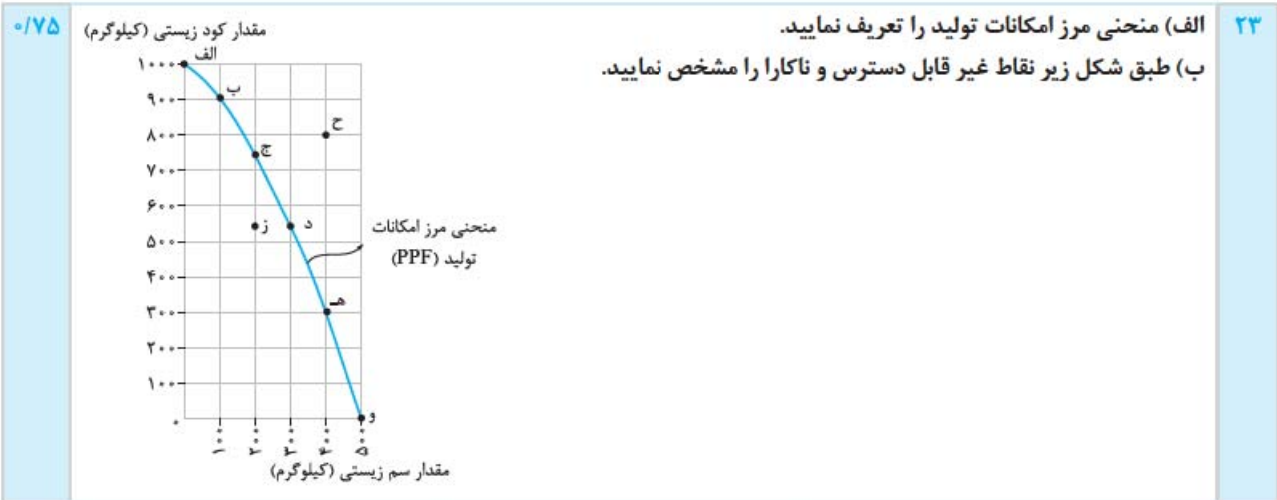 ۲۳
الف) منحنی مرز امکانات تولید را تعریف نمایید.
ب) طبق شکل زیر نقاط غیر قابل دسترس و ناکارا را مشخص نمایید.
۰/۷۵
مقدار کود زیستی (کیلوگرم)
الف
۱۰۰۰
ب
۹۰۰
ح
۸۰۰
ج
۷۰۰
۶۰۰
ز
د
۵۰۰
منحنی مرز امکانات
تولید (PPF)
۴۰۰
هـ
۳۰۰
۲۰۰
۱۰۰
و
۰
۱۰۰
۲۰۰
۳۰۰
۴۰۰
۵۰۰
مقدار سم زیستی (کیلوگرم)